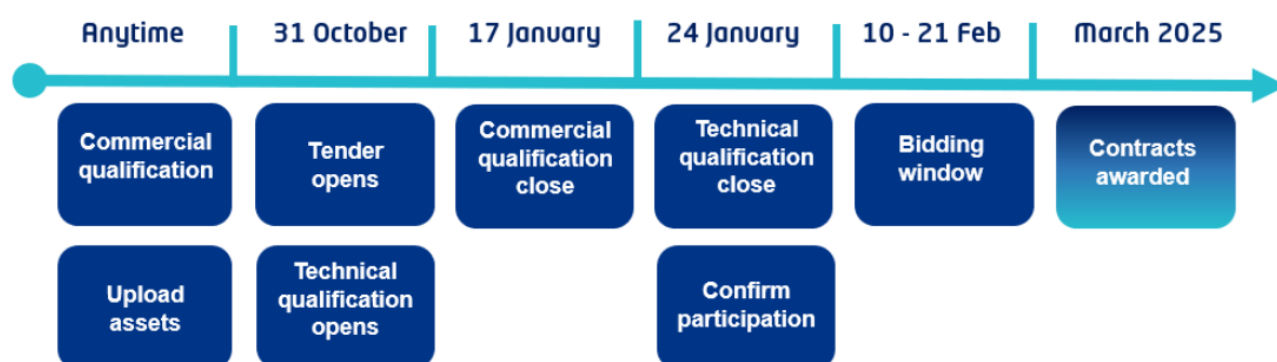 Anytime
31 October
17 January
24 January
10 - 21 Feb
March 2025
Commercial
qualification
Tender
opens
Commercial
qualification
close
Technical
qualification
close
Bidding
window
Contracts
awarded
Upload
assets
Technical
qualification
opens
Confirm
participation